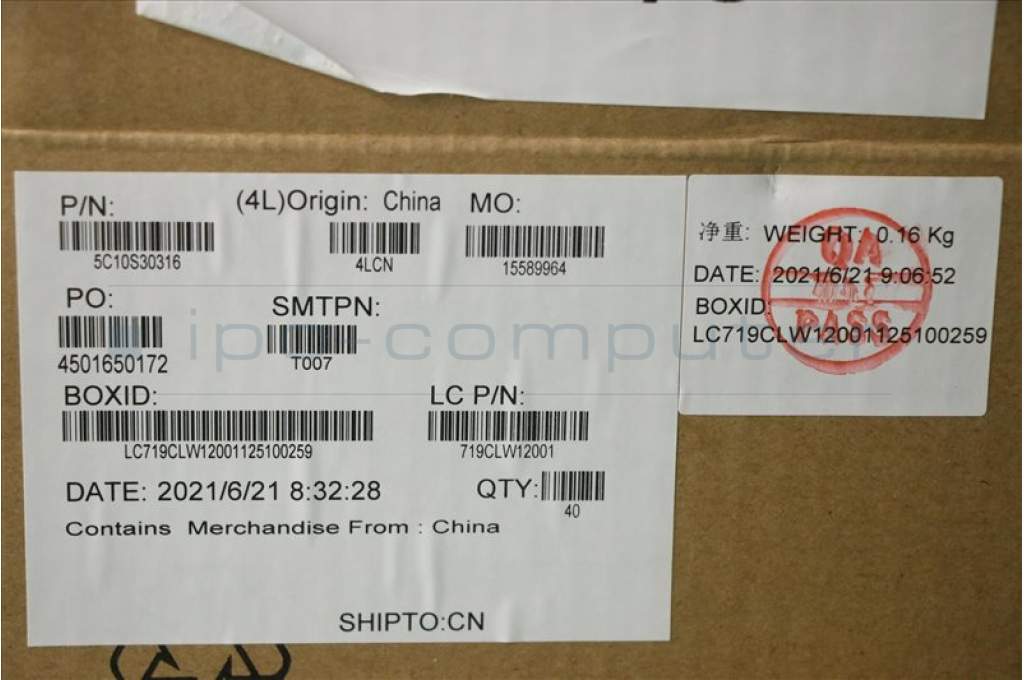 P/N:
(4L)Origin: China
MO:
5C10S30316
4LCN
15589964
PO:
SMTPN:
4501650172
T007
BOXID:
LC P/N:
LC719CLW12001125100259
719CLW12001
DATE: 2021/6/21 8:32:28
QTY:
40
Contains Merchandise From : China
SHIPTO:CN
净重: WEIGHT: 0.16 Kg
DATE: 2021/6/21 9:06:52
BOXID:
LC719CLW12001125100259
QA
PASS
ipc-computer